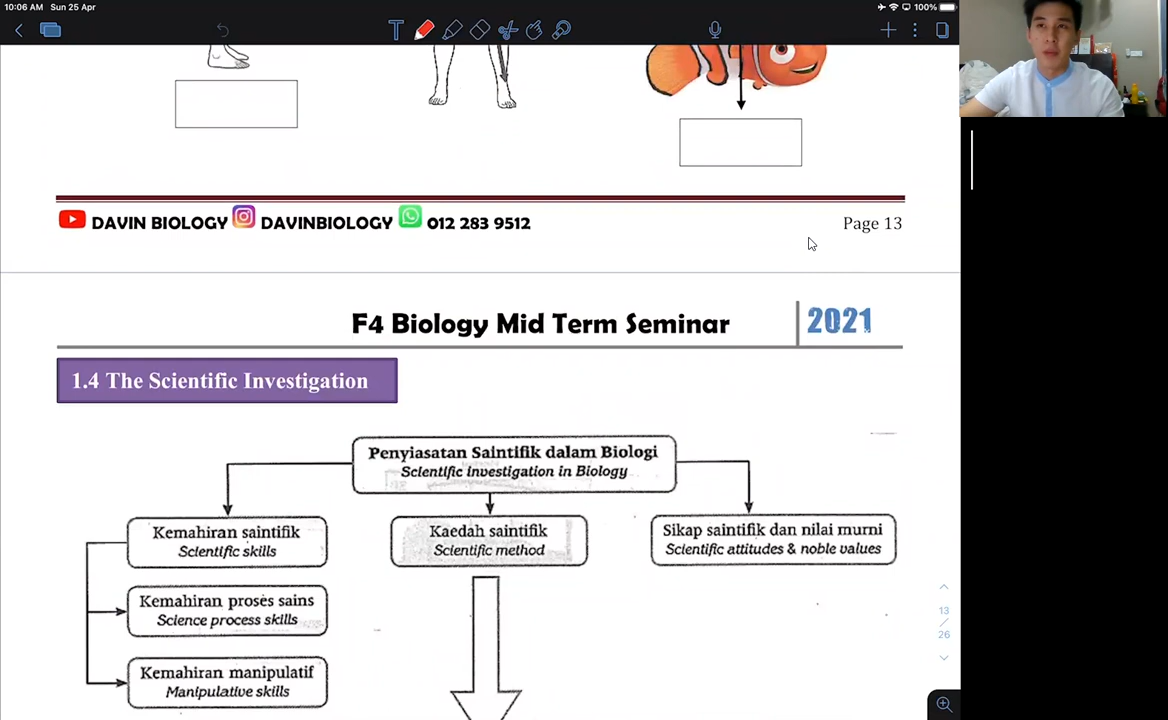 10:06 AM Sun 25 Apr
100%
DAVIN BIOLOGY DAVINBIOLOGY 012 283 9512
Page 13
F4 Biology Mid Term Seminar
2021
1.4 The Scientific Investigation
Penyiasatan Saintifik dalam Biologi
Scientific investigation in Biology
Kemahiran saintifik
Scientific skills
Kaedah saintifik
Scientific method
Sikap saintifik dan nilai murni
Scientific attitudes & noble values
Kemahiran proses sains
Science process skills
Kemahiran manipulatif
Manipulative skills
13
/
26